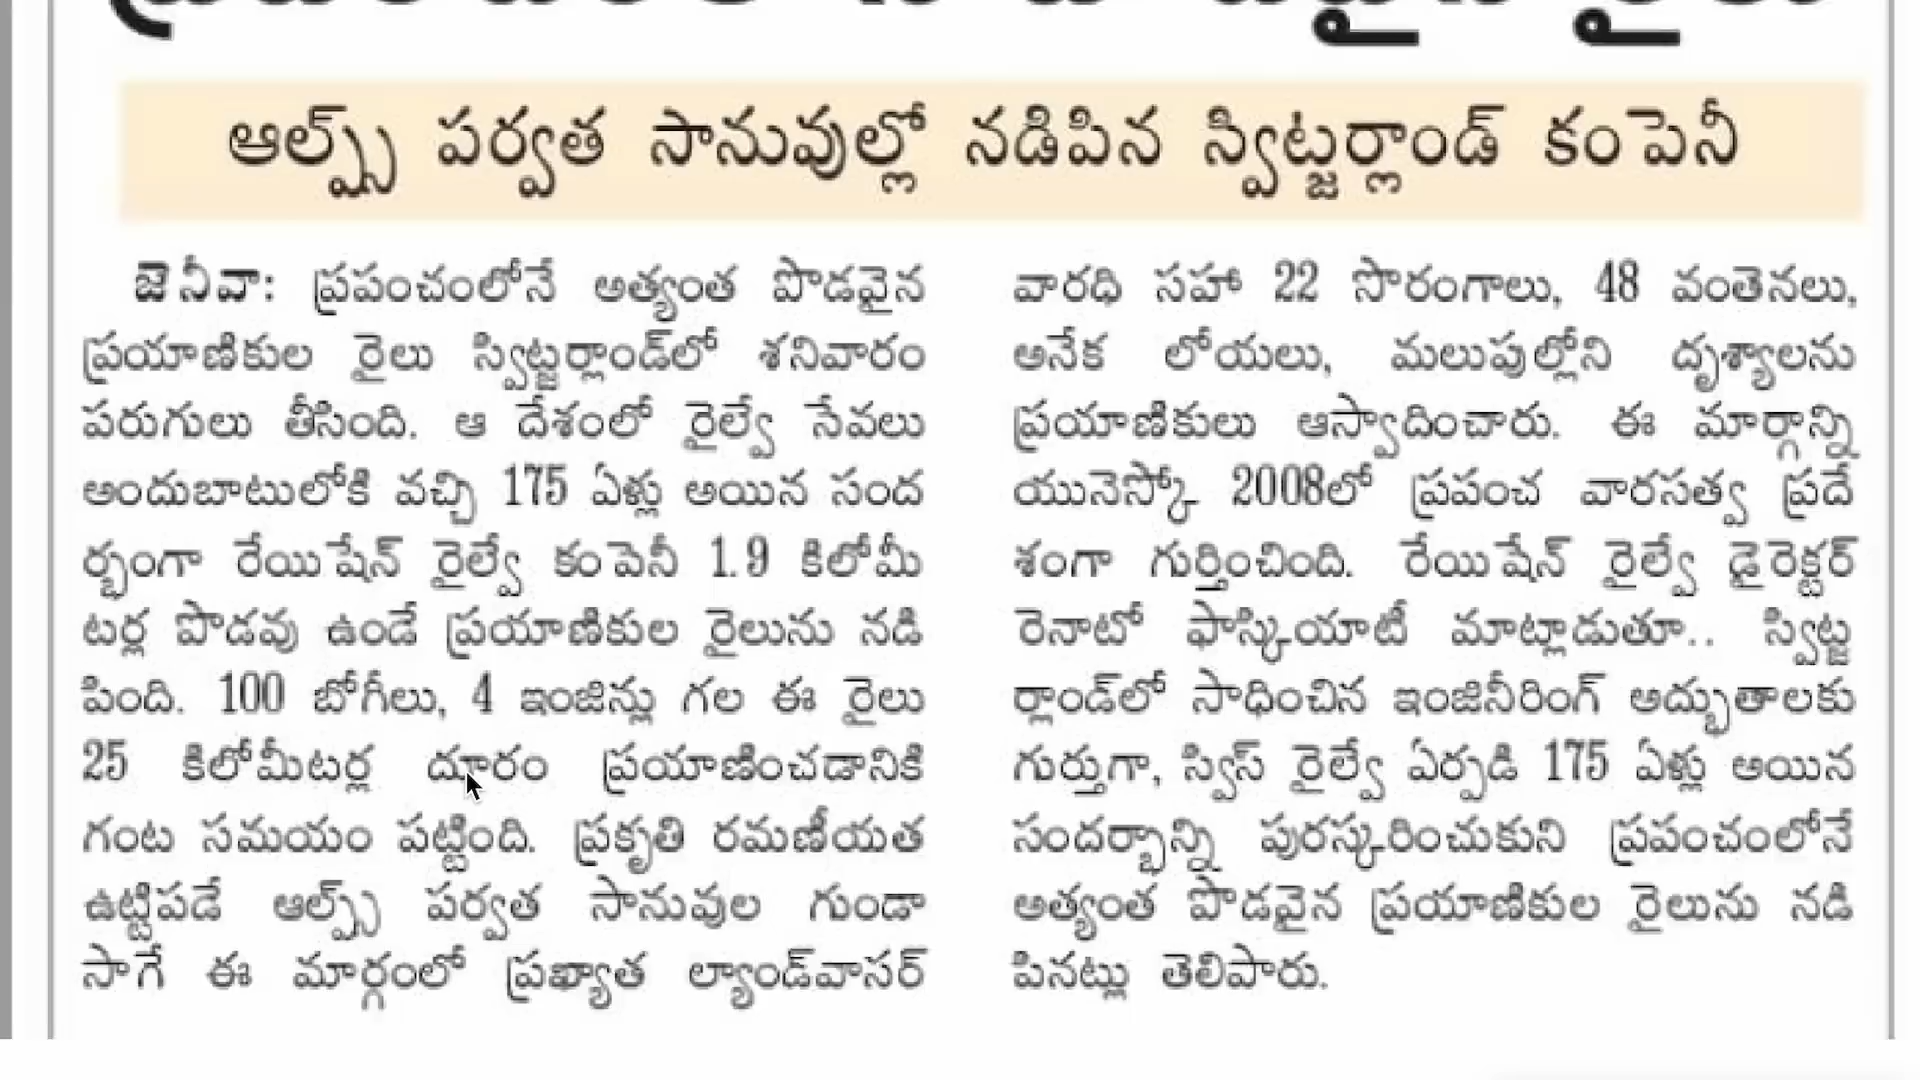 ఆల్ప్స్ పర్వత సానువుల్లో నడిపిన స్విట్జర్లాండ్ కంపెనీ
జెనీవా: ప్రపంచంలోనే అత్యంత పొడవైన
ప్రయాణికుల రైలు స్విట్జర్లాండ్‌లో శనివారం
పరుగులు తీసింది. ఆ దేశంలో రైల్వే సేవలు
అందుబాటులోకి వచ్చి 175 ఏళ్లు అయిన సంద
ర్భంగా రేయిషేన్ రైల్వే కంపెనీ 1.9 కిలోమీ
టర్ల పొడవు ఉండే ప్రయాణికుల రైలును నడి
పింది. 100 బోగీలు, 4 ఇంజిన్లు గల ఈ రైలు
25 కిలోమీటర్ల దూరం ప్రయాణించడానికి
గంట సమయం పట్టింది. ప్రకృతి రమణీయత
ఉట్టిపడే ఆల్ప్స్ పర్వత సానువుల గుండా
సాగే ఈ మార్గంలో ప్రఖ్యాత ల్యాండ్‌వాసర్
వారధి సహా 22 సొరంగాలు, 48 వంతెనలు,
అనేక లోయలు, మలుపుల్లోని దృశ్యాలను
ప్రయాణికులు ఆస్వాదించారు. ఈ మార్గాన్ని
యునెస్కో 2008లో ప్రపంచ వారసత్వ ప్రదే
శంగా గుర్తించింది. రేయిషేన్ రైల్వే డైరెక్టర్
రెనాటో ఫాస్కియాటీ మాట్లాడుతూ.. స్విట్జ
ర్లాండ్‌లో సాధించిన ఇంజినీరింగ్ అద్భుతాలకు
గుర్తుగా, స్విస్ రైల్వే ఏర్పడి 175 ఏళ్లు అయిన
సందర్భాన్ని పురస్కరించుకుని ప్రపంచంలోనే
అత్యంత పొడవైన ప్రయాణికుల రైలును నడి
పినట్లు తెలిపారు.